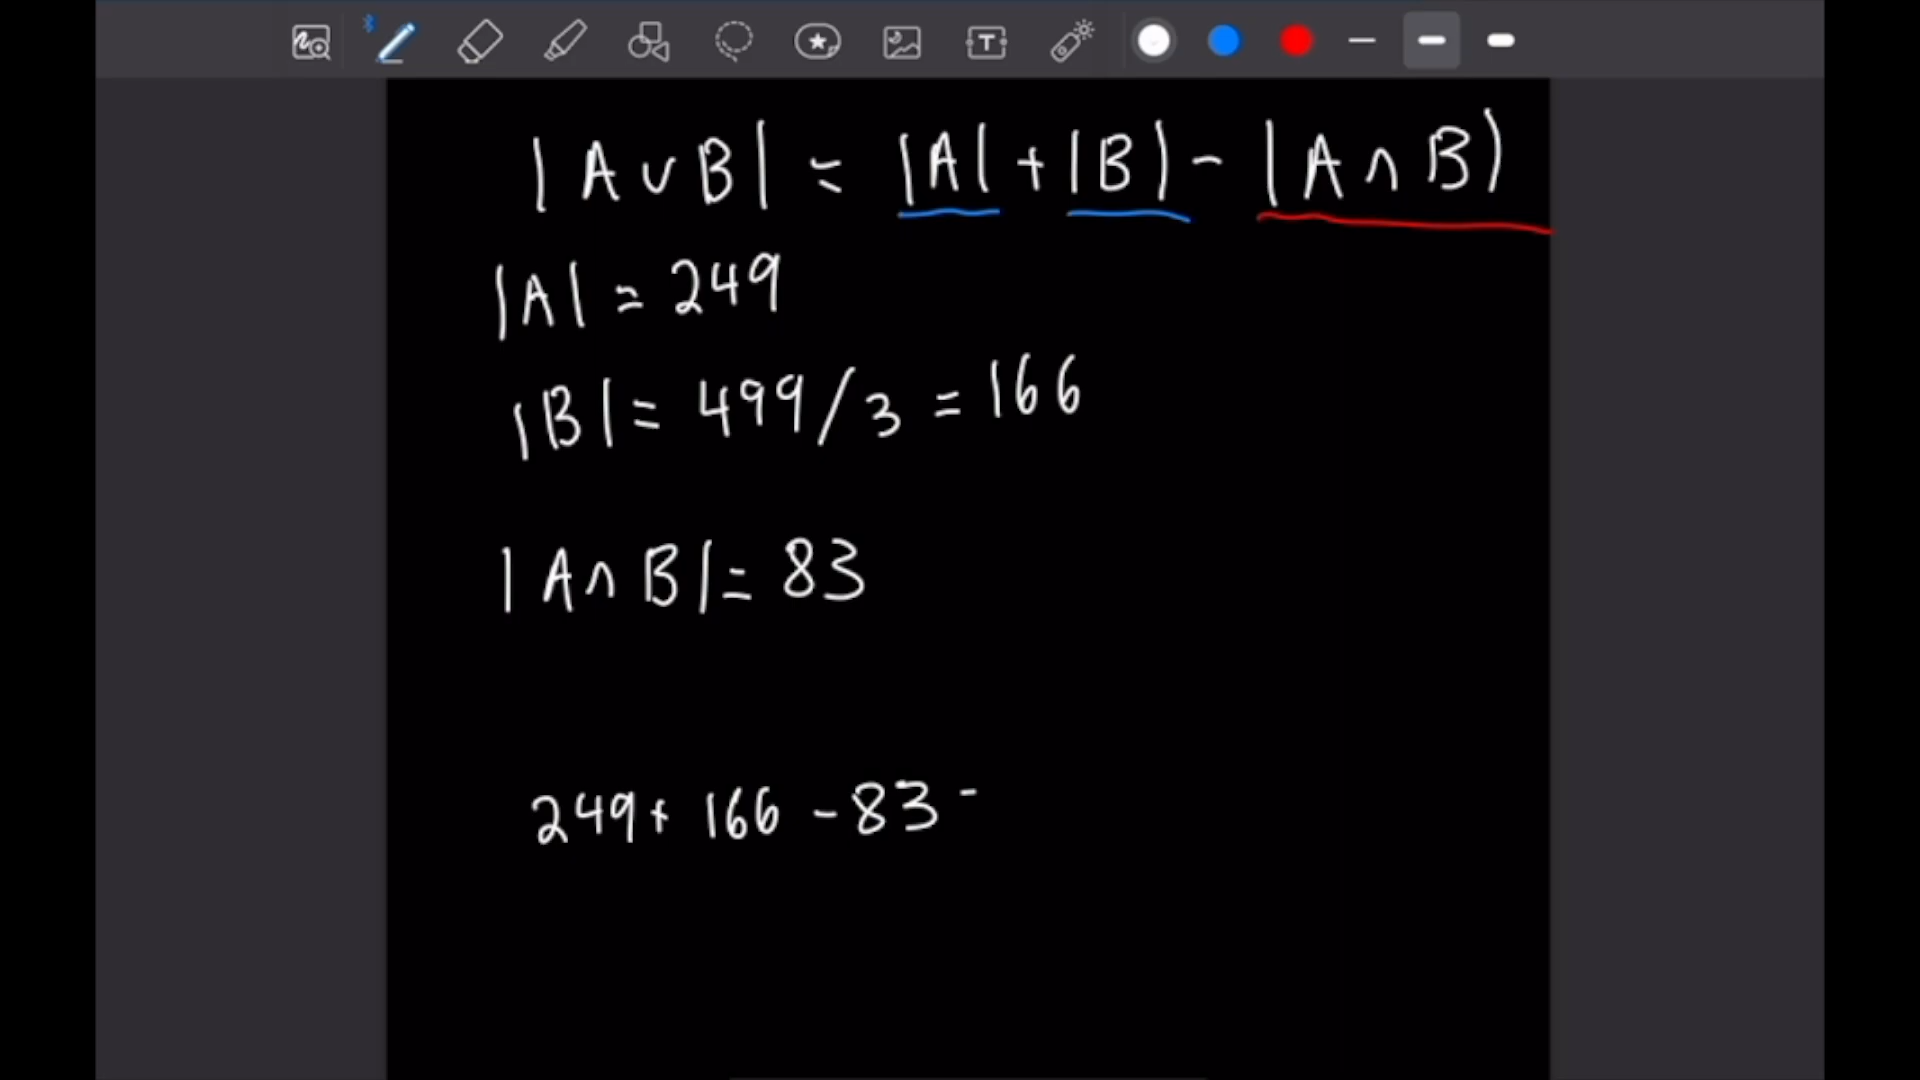 |A∪B| = |A| + |B| - |A∩B|
|A| = 249
|B| = 499/3 = 166
|A∩B| = 83
249 + 166 - 83 -